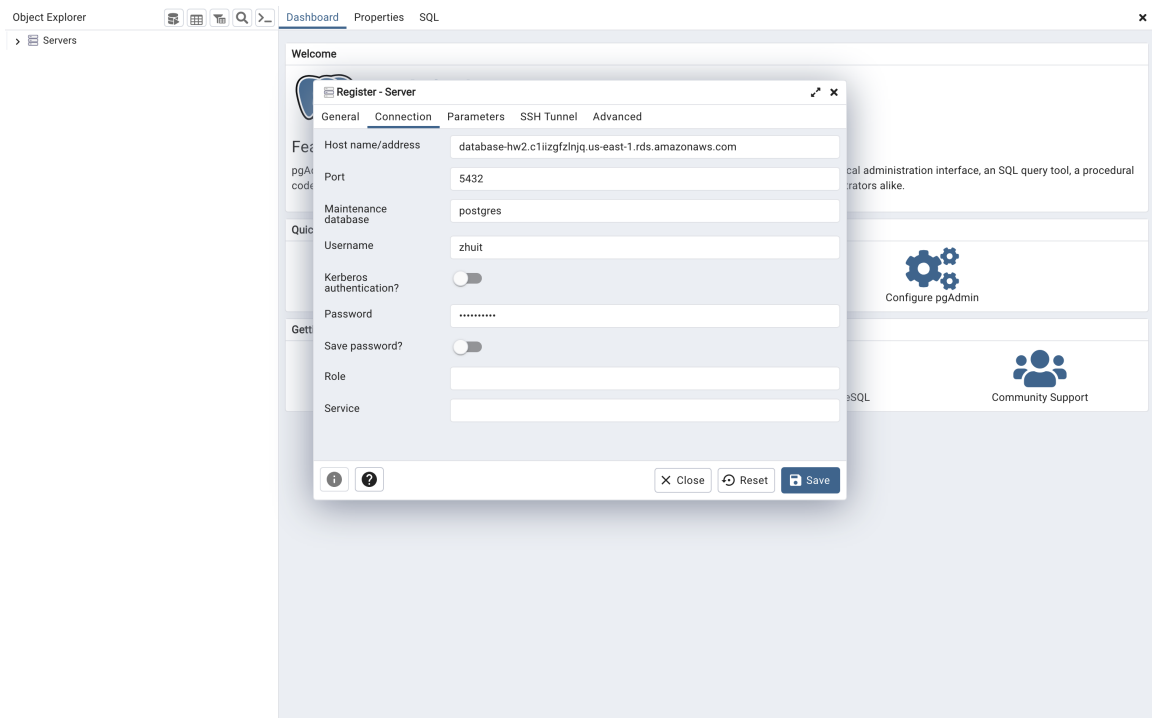 Object Explorer
Dashboard Properties SQL
Servers
Welcome
Register - Server
General Connection Parameters SSH Tunnel Advanced
Host name/address
database-hw2.c1iizgfzlnjq.us-east-1.rds.amazonaws.com
Port
5432
Maintenance
database
postgres
Username
zhuit
Kerberos
authentication?
Password
••••••••••
Save password?
Role
Service
Close Reset Save
Fea
pgA
cal administration interface, an SQL query tool, a procedural
code
rators alike.
Quic
Configure pgAdmin
Getti
eSQL
Community Support